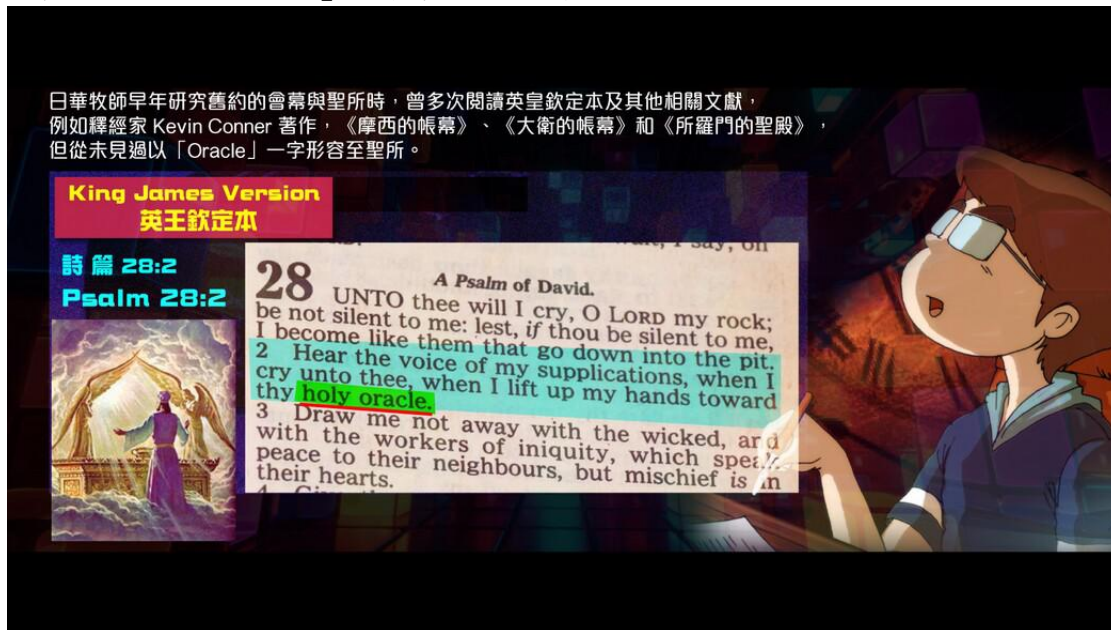 日華牧師早年研究舊約的會幕與聖所時，曾多次閱讀英皇欽定本及其他相關文獻，
例如釋經家 Kevin Conner 著作，《摩西的帳幕》、《大衛的帳幕》和《所羅門的聖殿》，
但從未見過以「Oracle」一字形容至聖所。
King James Version
英王欽定本
詩篇 28:2
Psalm 28:2
I say, on
28
A Psalm of David.
UNTO thee will I cry, O LORD my rock;
be not silent to me: lest, if thou be silent to me,
I become like them that go down into the pit.
2 Hear the voice of my supplications, when I
cry unto thee, when I lift up my hands toward
thy holy oracle.
3 Draw me not away with the wicked, and
with the workers of iniquity, which speak
peace to their neighbours, but mischief is in
their hearts.